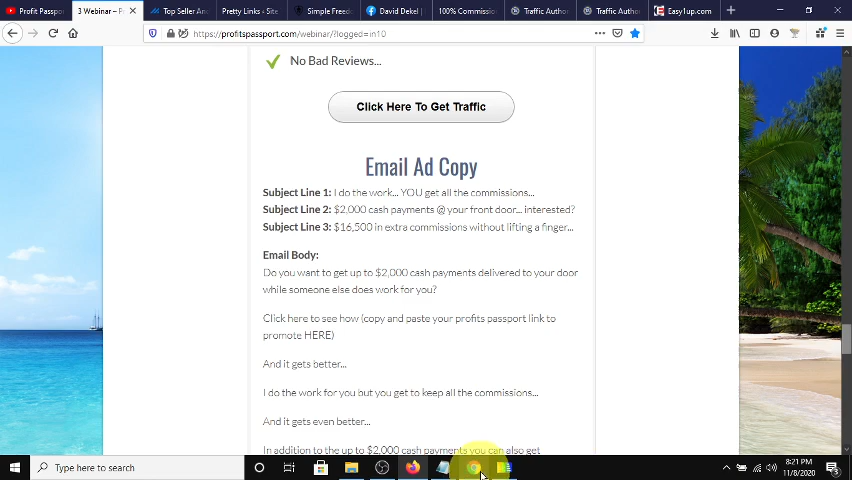 Profit Passpor
3 Webinar – Pr
Top Seller And
Pretty Links ‹ Site
Simple Freed
David Dekel |
100% Commissio
Traffic Author
Traffic Author
Easy1up.com
https://profitspassport.com/webinar/?logged=in10
No Bad Reviews...
Click Here To Get Traffic
Email Ad Copy
Subject Line 1: I do the work... YOU get all the commissions...
Subject Line 2: $2,000 cash payments @ your front door... interested?
Subject Line 3: $16,500 in extra commissions without lifting a finger...
Email Body:
Do you want to get up to $2,000 cash payments delivered to your door
while someone else does work for you?
Click here to see how (copy and paste your profits passport link to
promote HERE)
And it gets better...
I do the work for you but you get to keep all the commissions...
And it gets even better...
In addition to the up to $2,000 cash payments you can also get
Type here to search
8:21 PM
11/8/2020
3